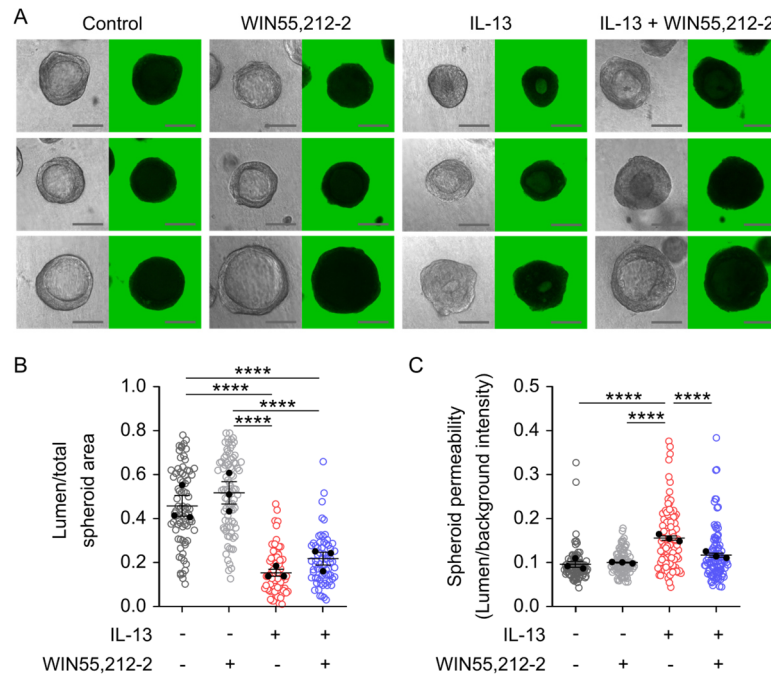 A
Control WIN55,212-2 IL-13 IL-13 + WIN55,212-2
B
Lumen/total
spheroid area
1.0
0.8
0.6
0.4
0.2
0.0
****
****
****
****
IL-13 - - + +
WIN55,212-2 - + - +
C
Spheroid permeability
(Lumen/background intensity)
0.5
0.4
0.3
0.2
0.1
0.0
**** ****
****
IL-13 - - + +
WIN55,212-2 - + - +